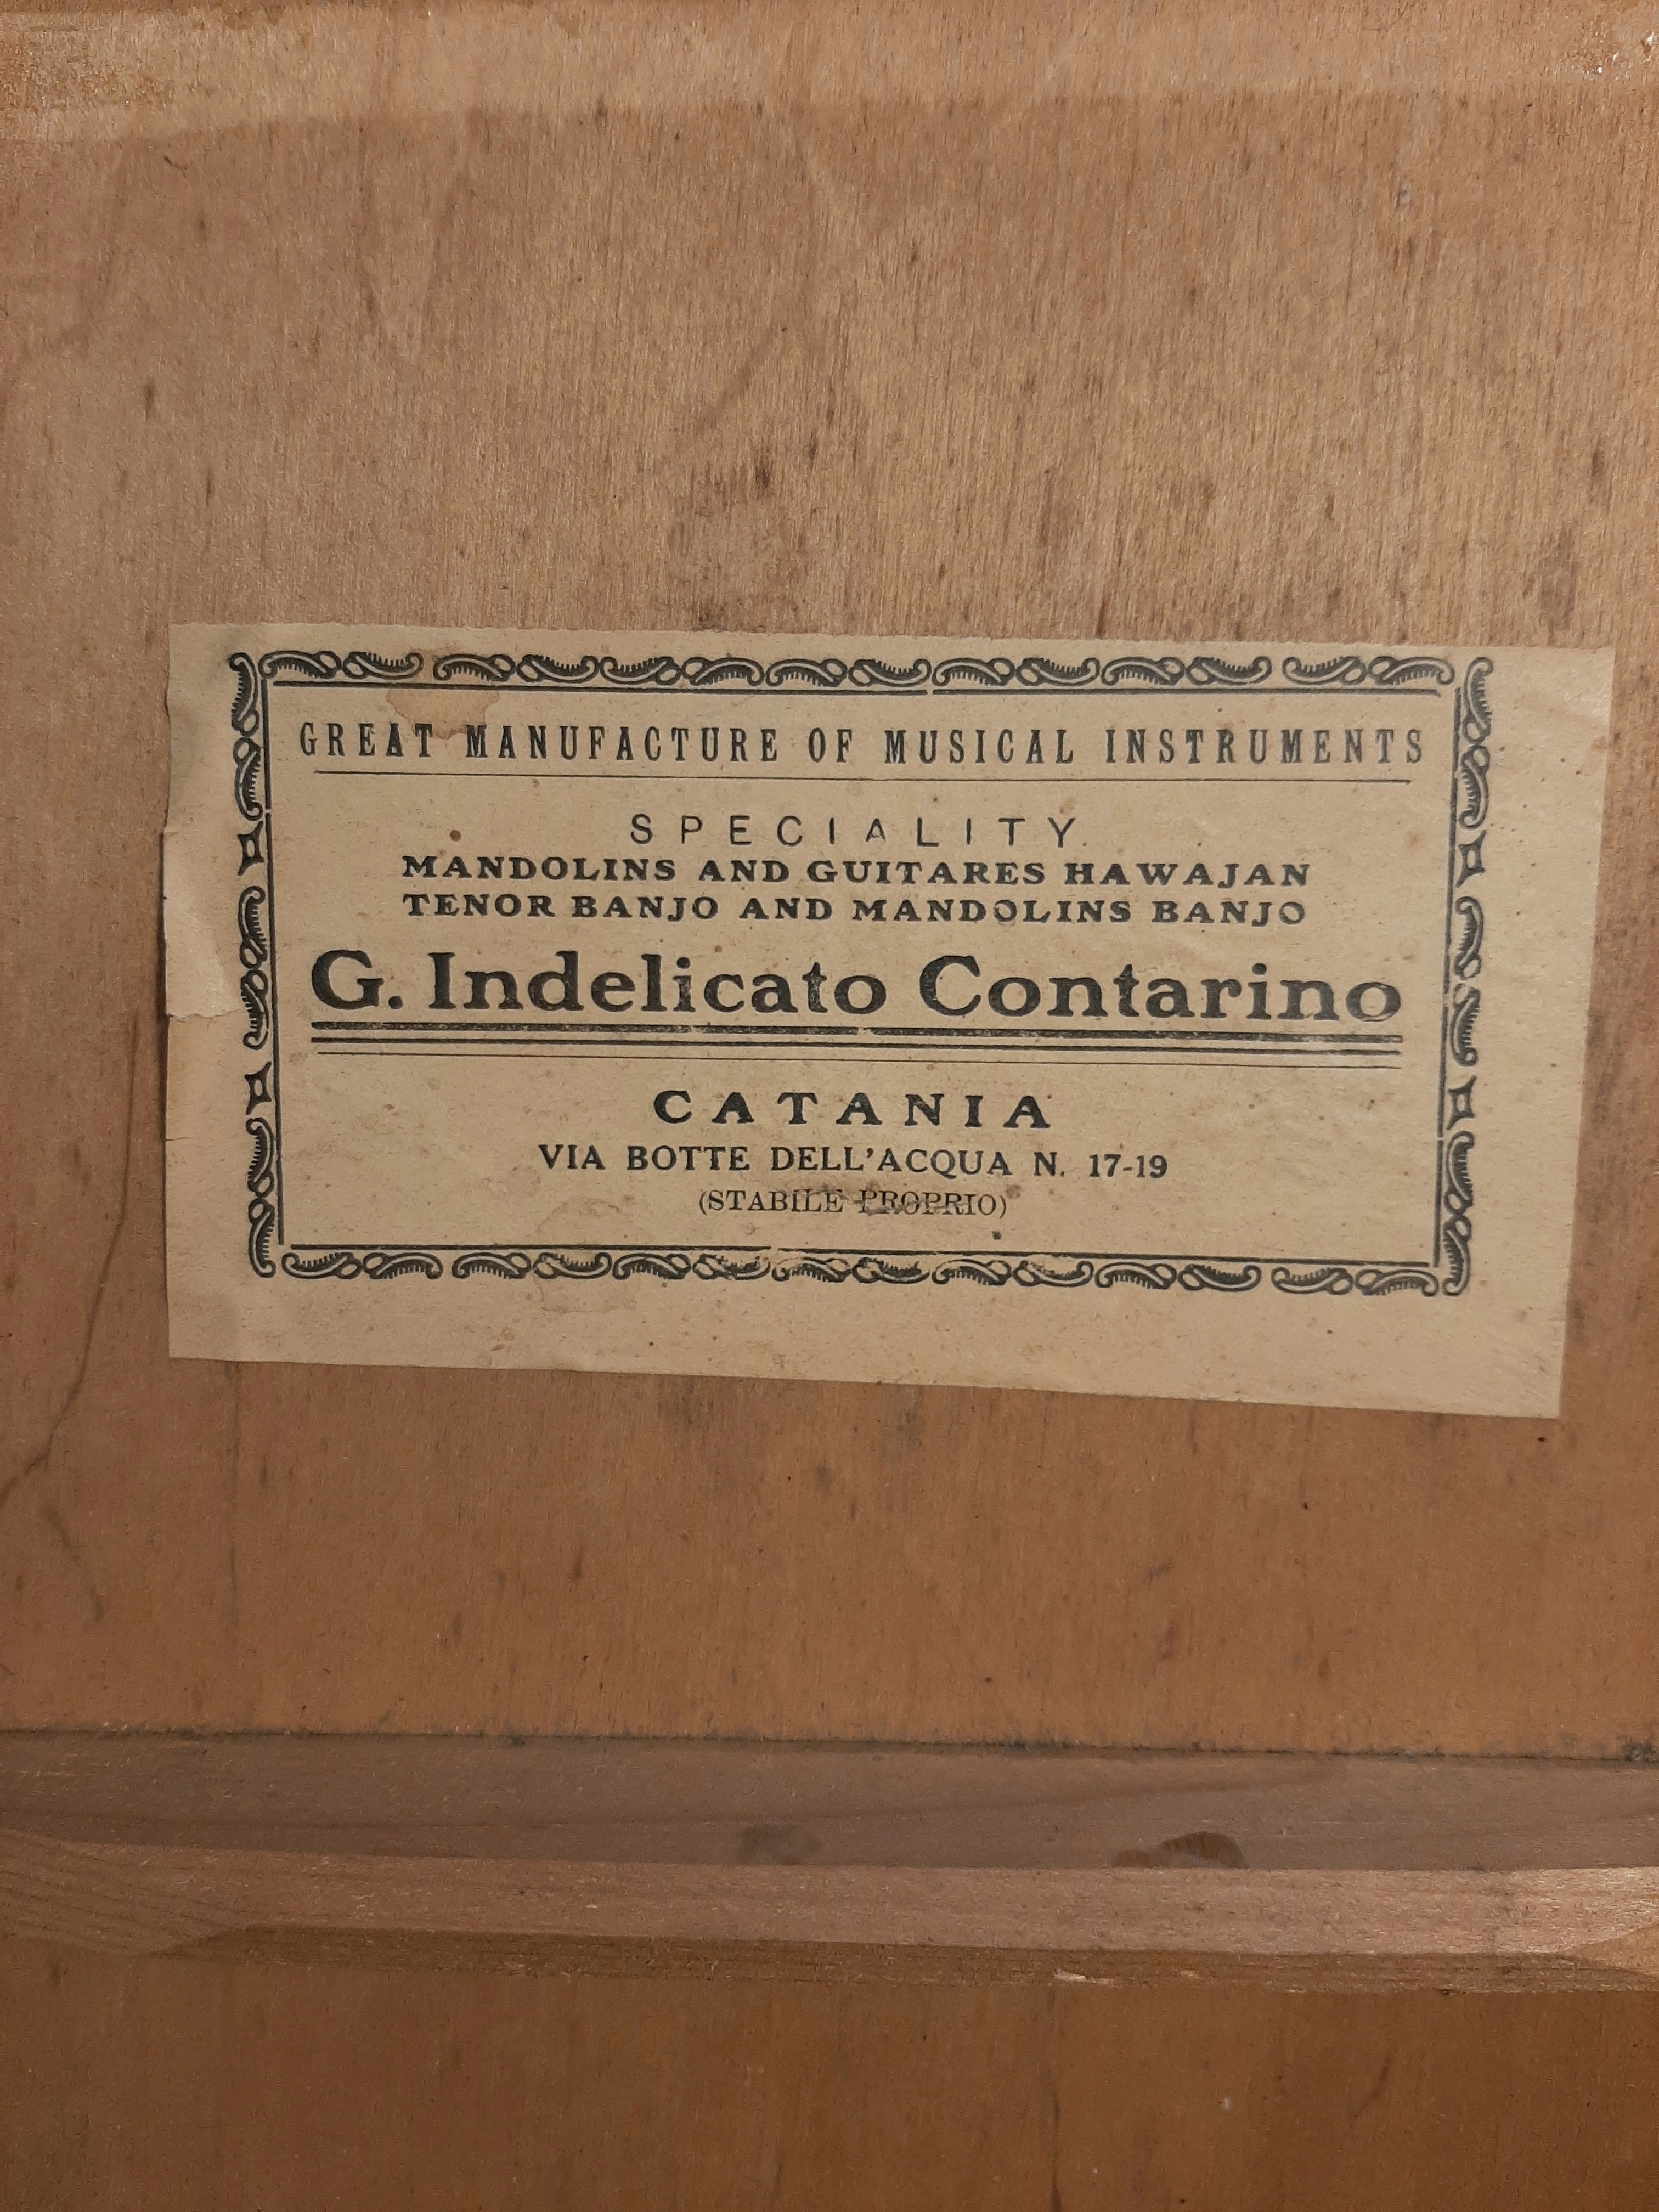 GREAT MANUFACTURE OF MUSICAL INSTRUMENTS
SPECIALITY
MANDOLINS AND GUITARES HAWAJAN
TENOR BANJO AND MANDOLINS BANJO
G. Indelicato Contarino
CATANIA
VIA BOTTE DELL'ACQUA N. 17-19
(STABILE PROPRIO)